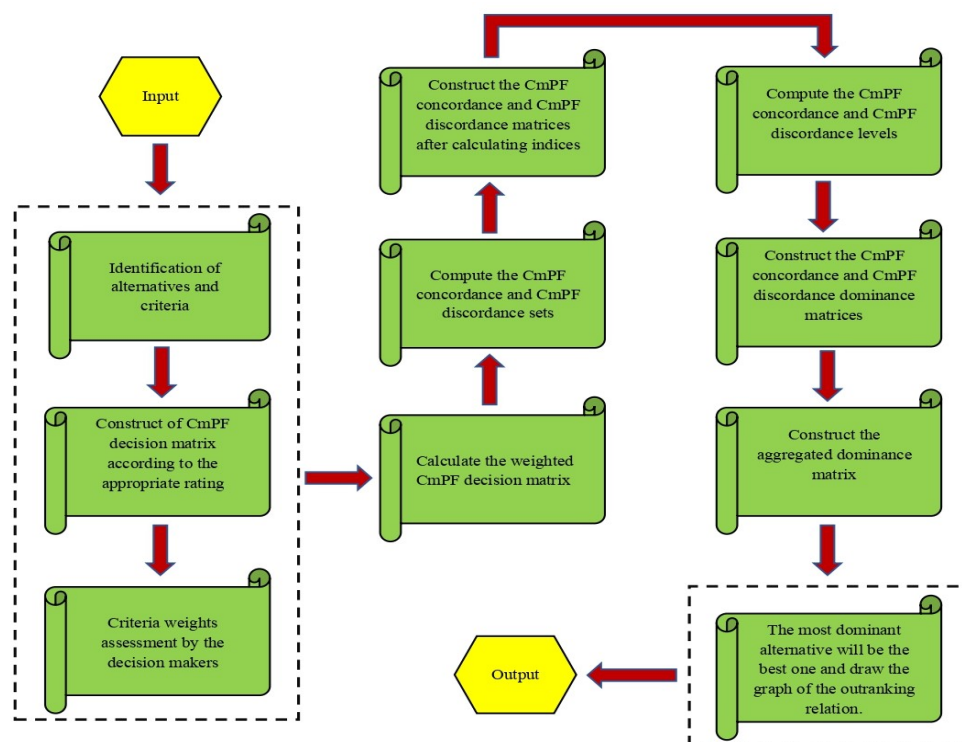 Input
Identification of
alternatives and
criteria
Construct of CmPF
decision matrix
according to the
appropriate rating
Criteria weights
assessment by the
decision makers
Calculate the weighted
CmPF decision matrix
Compute the CmPF
concordance and CmPF
discordance sets
Construct the CmPF
concordance and CmPF
discordance matrices
after calculating indices
Compute the CmPF
concordance and CmPF
discordance levels
Construct the CmPF
concordance and CmPF
discordance dominance
matrices
Construct the
aggregated dominance
matrix
The most dominant
alternative will be the
best one and draw the
graph of the outranking
relation.
Output